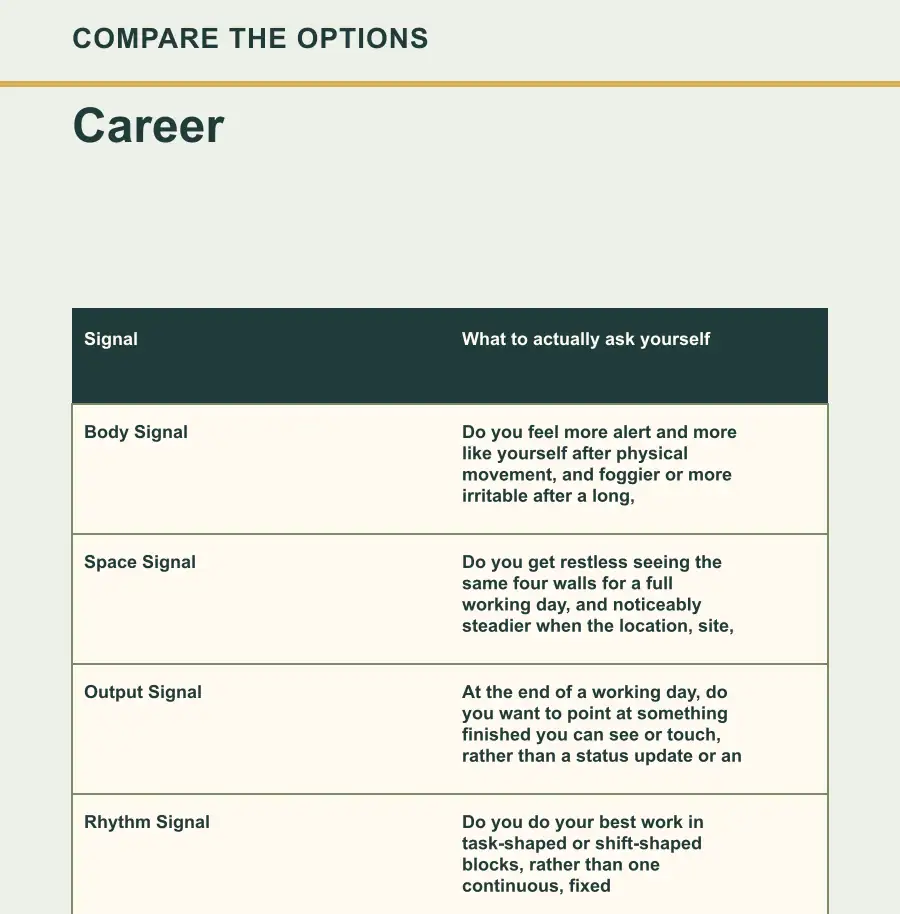 COMPARE THE OPTIONS
Career
Signal
What to actually ask yourself
Body Signal
Do you feel more alert and more
like yourself after physical
movement, and foggier or more
irritable after a long,
Space Signal
Do you get restless seeing the
same four walls for a full
working day, and noticeably
steadier when the location, site,
Output Signal
At the end of a working day, do
you want to point at something
finished you can see or touch,
rather than a status update or an
Rhythm Signal
Do you do your best work in
task-shaped or shift-shaped
blocks, rather than one
continuous, fixed